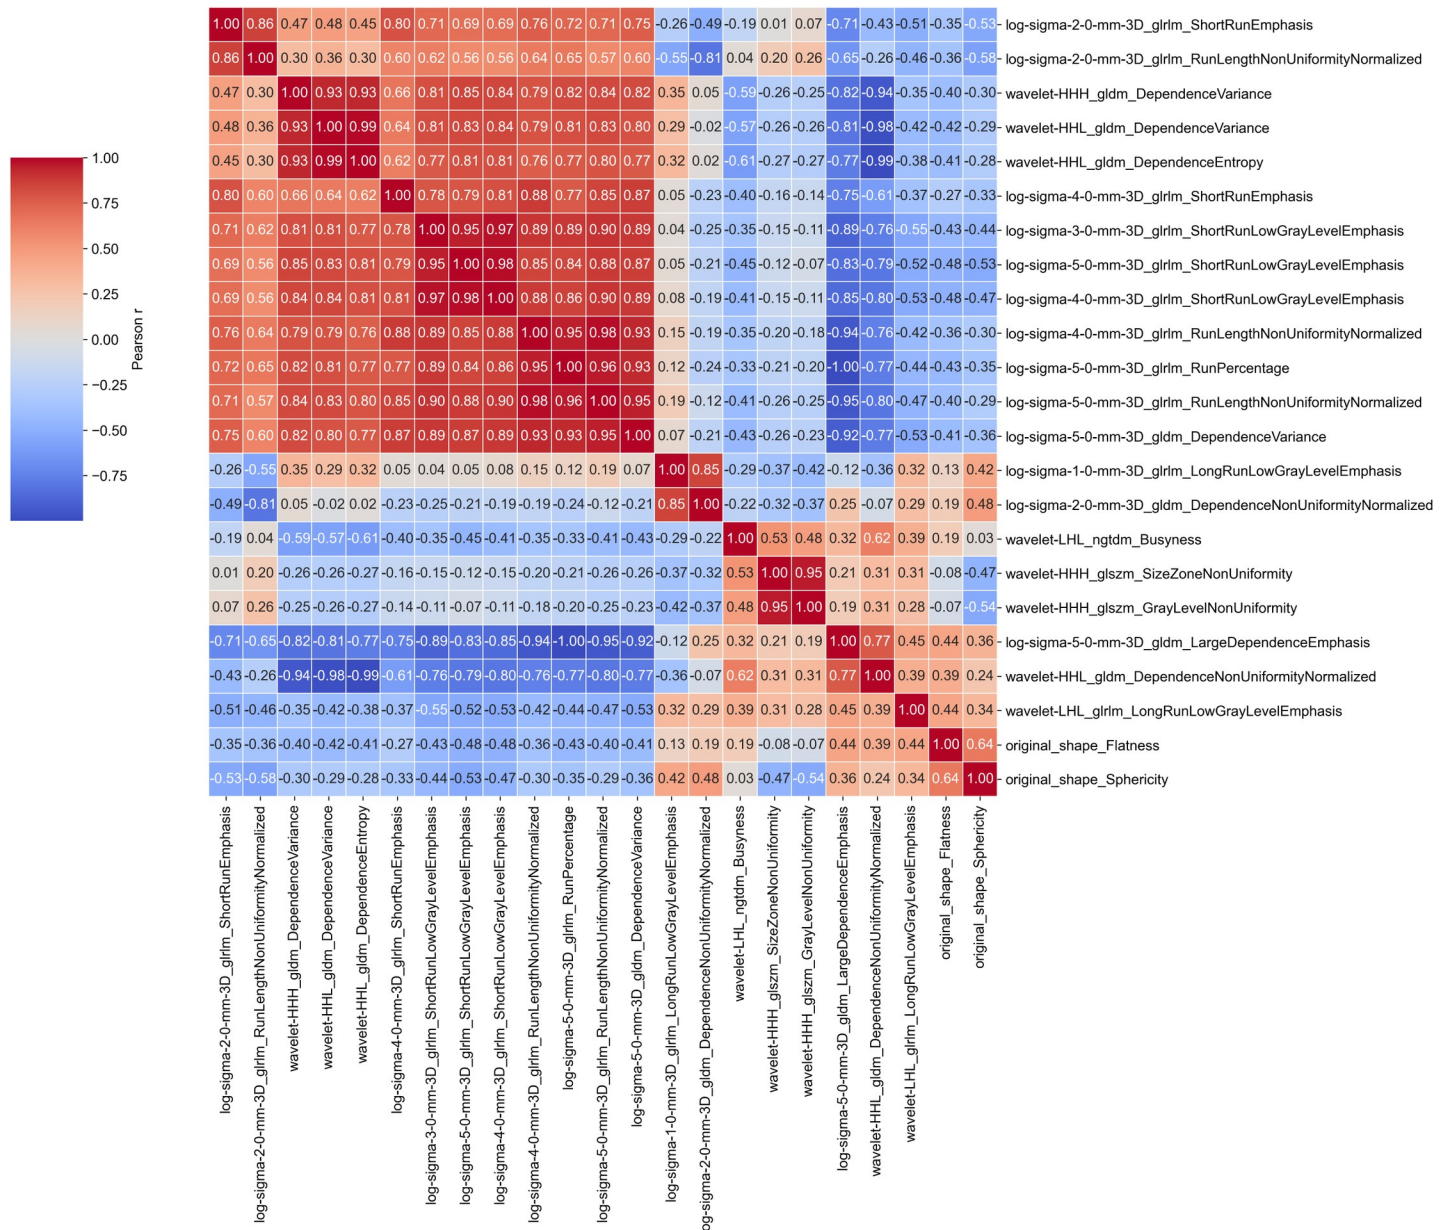 1.00 0.86 0.47 0.48 0.45 0.80 0.71 0.69 0.69 0.76 0.72 0.71 0.75 -0.26 -0.49 -0.19 0.01 0.07 -0.71 -0.43 -0.51 -0.35 -0.53 log-sigma-2-0-mm-3D_glrlm_ShortRunEmphasis
0.86 1.00 0.30 0.36 0.30 0.60 0.62 0.56 0.56 0.64 0.65 0.57 0.60 -0.55 -0.81 0.04 0.20 0.26 -0.65 -0.26 -0.46 -0.36 -0.58 log-sigma-2-0-mm-3D_glrlm_RunLengthNonUniformityNormalized
0.47 0.30 1.00 0.93 0.93 0.66 0.81 0.85 0.84 0.79 0.82 0.84 0.82 0.35 0.05 -0.59 -0.26 -0.25 -0.82 -0.94 -0.35 -0.40 -0.30 wavelet-HHH_gldm_DependenceVariance
0.48 0.36 0.93 1.00 0.99 0.64 0.81 0.83 0.84 0.79 0.81 0.83 0.80 0.29 -0.02 -0.57 -0.26 -0.26 -0.81 -0.98 -0.42 -0.42 -0.29 wavelet-HHL_gldm_DependenceVariance
0.45 0.30 0.93 0.99 1.00 0.62 0.77 0.81 0.81 0.76 0.77 0.80 0.77 0.32 0.02 -0.61 -0.27 -0.27 -0.77 -0.99 -0.38 -0.41 -0.28 wavelet-HHL_gldm_DependenceEntropy
0.80 0.60 0.66 0.64 0.62 1.00 0.78 0.79 0.81 0.88 0.77 0.85 0.87 0.05 -0.23 -0.40 -0.16 -0.14 -0.75 -0.61 -0.37 -0.27 -0.33 log-sigma-4-0-mm-3D_glrlm_ShortRunEmphasis
0.71 0.62 0.81 0.81 0.77 0.78 1.00 0.95 0.97 0.89 0.89 0.90 0.89 0.04 -0.25 -0.35 -0.15 -0.11 -0.89 -0.76 -0.55 -0.43 -0.44 log-sigma-3-0-mm-3D_glrlm_ShortRunLowGrayLevelEmphasis
0.69 0.56 0.85 0.83 0.81 0.79 0.95 1.00 0.98 0.85 0.84 0.88 0.87 0.05 -0.21 -0.45 -0.12 -0.07 -0.83 -0.79 -0.52 -0.48 -0.53 log-sigma-5-0-mm-3D_glrlm_ShortRunLowGrayLevelEmphasis
0.69 0.56 0.84 0.84 0.81 0.81 0.97 0.98 1.00 0.88 0.86 0.90 0.89 0.08 -0.19 -0.41 -0.15 -0.11 -0.85 -0.80 -0.53 -0.48 -0.47 log-sigma-4-0-mm-3D_glrlm_ShortRunLowGrayLevelEmphasis
0.76 0.64 0.79 0.79 0.76 0.88 0.89 0.85 0.88 1.00 0.95 0.98 0.93 0.15 -0.19 -0.35 -0.20 -0.18 -0.94 -0.76 -0.42 -0.36 -0.30 log-sigma-4-0-mm-3D_glrlm_RunLengthNonUniformityNormalized
0.72 0.65 0.82 0.81 0.77 0.77 0.89 0.84 0.86 0.95 1.00 0.96 0.93 0.12 -0.24 -0.33 -0.21 -0.20 -1.00 -0.77 -0.44 -0.43 -0.35 log-sigma-5-0-mm-3D_glrlm_RunPercentage
0.71 0.57 0.84 0.83 0.80 0.85 0.90 0.88 0.90 0.98 0.96 1.00 0.95 0.19 -0.12 -0.41 -0.26 -0.25 -0.95 -0.80 -0.47 -0.40 -0.29 log-sigma-5-0-mm-3D_glrlm_RunLengthNonUniformityNormalized
0.75 0.60 0.82 0.80 0.77 0.87 0.89 0.87 0.89 0.93 0.93 0.95 1.00 0.07 -0.21 -0.43 -0.26 -0.23 -0.92 -0.77 -0.53 -0.41 -0.36 log-sigma-5-0-mm-3D_gldm_DependenceVariance
-0.26 -0.55 0.35 0.29 0.32 0.05 0.04 0.05 0.08 0.15 0.12 0.19 0.07 1.00 0.85 -0.29 -0.37 -0.42 -0.12 -0.36 0.32 0.13 0.42 log-sigma-1-0-mm-3D_glrlm_LongRunLowGrayLevelEmphasis
-0.49 -0.81 0.05 -0.02 0.02 -0.23 -0.25 -0.21 -0.19 -0.19 -0.24 -0.12 -0.21 0.85 1.00 -0.22 -0.32 -0.37 0.25 -0.07 0.29 0.19 0.48 log-sigma-2-0-mm-3D_gldm_DependenceNonUniformityNormalized
-0.19 0.04 -0.59 -0.57 -0.61 -0.40 -0.35 -0.45 -0.41 -0.35 -0.33 -0.41 -0.43 -0.29 -0.22 1.00 0.53 0.48 0.32 0.62 0.39 0.19 0.03 wavelet-LHL_ngtdm_Busyness
0.01 0.20 -0.26 -0.26 -0.27 -0.16 -0.15 -0.12 -0.15 -0.20 -0.21 -0.26 -0.26 -0.37 -0.32 0.53 1.00 0.95 0.21 0.31 0.31 -0.08 -0.47 wavelet-HHH_glszm_SizeZoneNonUniformity
0.07 0.26 -0.25 -0.26 -0.27 -0.14 -0.11 -0.07 -0.11 -0.18 -0.20 -0.25 -0.23 -0.42 -0.37 0.48 0.95 1.00 0.19 0.31 0.28 -0.07 -0.54 wavelet-HHH_glszm_GrayLevelNonUniformity
-0.71 -0.65 -0.82 -0.81 -0.77 -0.75 -0.89 -0.83 -0.85 -0.94 -1.00 -0.95 -0.92 -0.12 0.25 0.32 0.21 0.19 1.00 0.77 0.45 0.44 0.36 log-sigma-5-0-mm-3D_gldm_LargeDependenceEmphasis
-0.43 -0.26 -0.94 -0.98 -0.99 -0.61 -0.76 -0.79 -0.80 -0.76 -0.77 -0.80 -0.77 -0.36 -0.07 0.62 0.31 0.31 0.77 1.00 0.39 0.39 0.24 wavelet-HHL_gldm_DependenceNonUniformityNormalized
-0.51 -0.46 -0.35 -0.42 -0.38 -0.37 -0.55 -0.52 -0.53 -0.42 -0.44 -0.47 -0.53 0.32 0.29 0.39 0.31 0.28 0.45 0.39 1.00 0.44 0.34 wavelet-LHL_glrlm_LongRunLowGrayLevelEmphasis
-0.35 -0.36 -0.40 -0.42 -0.41 -0.27 -0.43 -0.48 -0.48 -0.36 -0.43 -0.40 -0.41 0.13 0.19 0.19 -0.08 -0.07 0.44 0.39 0.44 1.00 0.64 original_shape_Flatness
-0.53 -0.58 -0.30 -0.29 -0.28 -0.33 -0.44 -0.53 -0.47 -0.30 -0.35 -0.29 -0.36 0.42 0.48 0.03 -0.47 -0.54 0.36 0.24 0.34 0.64 1.00 original_shape_Sphericity
1.00
0.75
0.50
0.25
0.00
−0.25
−0.50
−0.75
Pearson r
log-sigma-2-0-mm-3D_glrlm_ShortRunEmphasis
log-sigma-2-0-mm-3D_glrlm_RunLengthNonUniformityNormalized
wavelet-HHH_gldm_DependenceVariance
wavelet-HHL_gldm_DependenceVariance
wavelet-HHL_gldm_DependenceEntropy
log-sigma-4-0-mm-3D_glrlm_ShortRunEmphasis
log-sigma-3-0-mm-3D_glrlm_ShortRunLowGrayLevelEmphasis
log-sigma-5-0-mm-3D_glrlm_ShortRunLowGrayLevelEmphasis
log-sigma-4-0-mm-3D_glrlm_ShortRunLowGrayLevelEmphasis
log-sigma-4-0-mm-3D_glrlm_RunLengthNonUniformityNormalized
log-sigma-5-0-mm-3D_glrlm_RunPercentage
log-sigma-5-0-mm-3D_glrlm_RunLengthNonUniformityNormalized
log-sigma-5-0-mm-3D_gldm_DependenceVariance
log-sigma-1-0-mm-3D_glrlm_LongRunLowGrayLevelEmphasis
og-sigma-2-0-mm-3D_gldm_DependenceNonUniformityNormalized
wavelet-LHL_ngtdm_Busyness
wavelet-HHH_glszm_SizeZoneNonUniformity
wavelet-HHH_glszm_GrayLevelNonUniformity
log-sigma-5-0-mm-3D_gldm_LargeDependenceEmphasis
wavelet-HHL_gldm_DependenceNonUniformityNormalized
wavelet-LHL_glrlm_LongRunLowGrayLevelEmphasis
original_shape_Flatness
original_shape_Sphericity